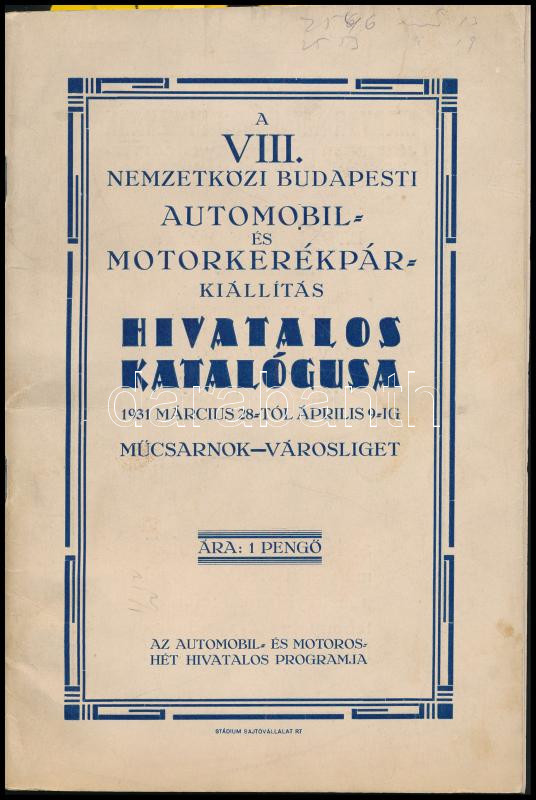 A
VIII.
NEMZETKÖZI BUDAPESTI
AUTOMOBIL-
ÉS
MOTORKERÉKPÁR-
KIÁLLÍTÁS
HIVATALOS
KATALÓGUSA
darabanth
1931 MÁRCIUS 28-TÓL ÁPRILIS 9-IG
MŰCSARNOK—VÁROSLIGET
ÁRA: 1 PENGŐ
AZ AUTOMOBIL- ÉS MOTOROS-
HÉT HIVATALOS PROGRAMJA
STÁDIUM SAJTÓVÁLLALAT RT